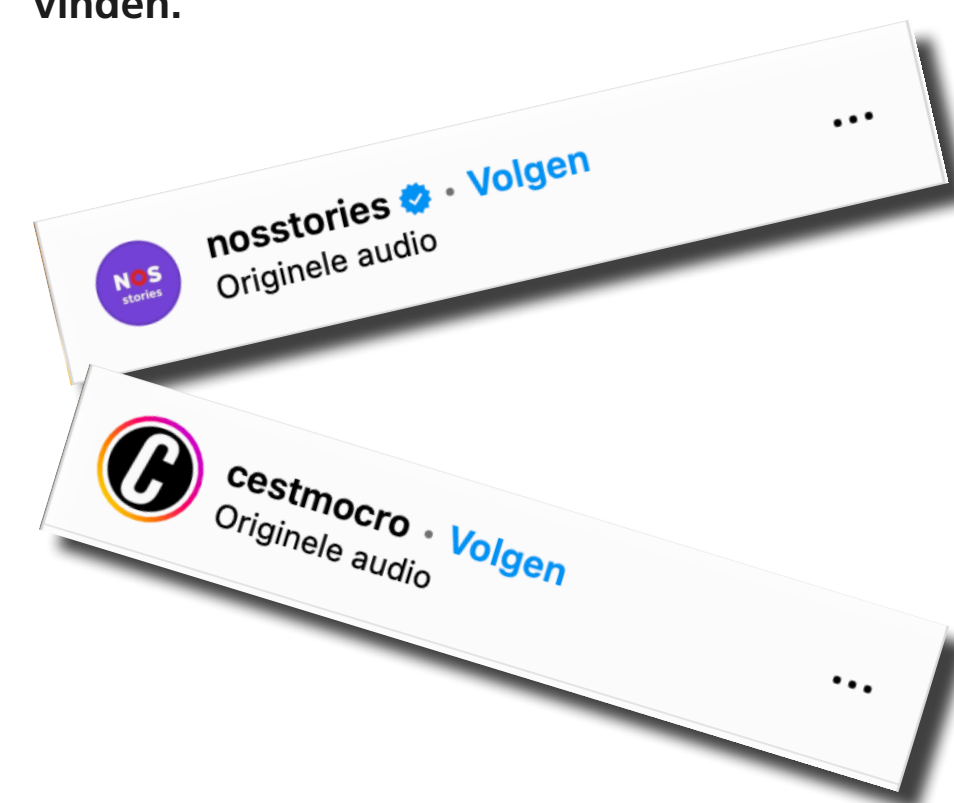 vinden.
nosstories • Volgen
Originele audio
NOS
stories
...
C
cestmocro • Volgen
Originele audio
...